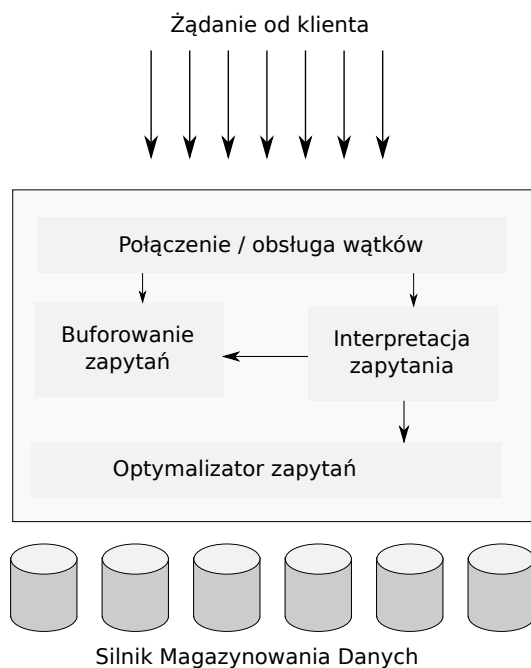 Żądanie od klienta
Połączenie / obsługa wątków
Buforowanie
zapytań
Interpretacja
zapytania
Optymalizator zapytań
Silnik Magazynowania Danych